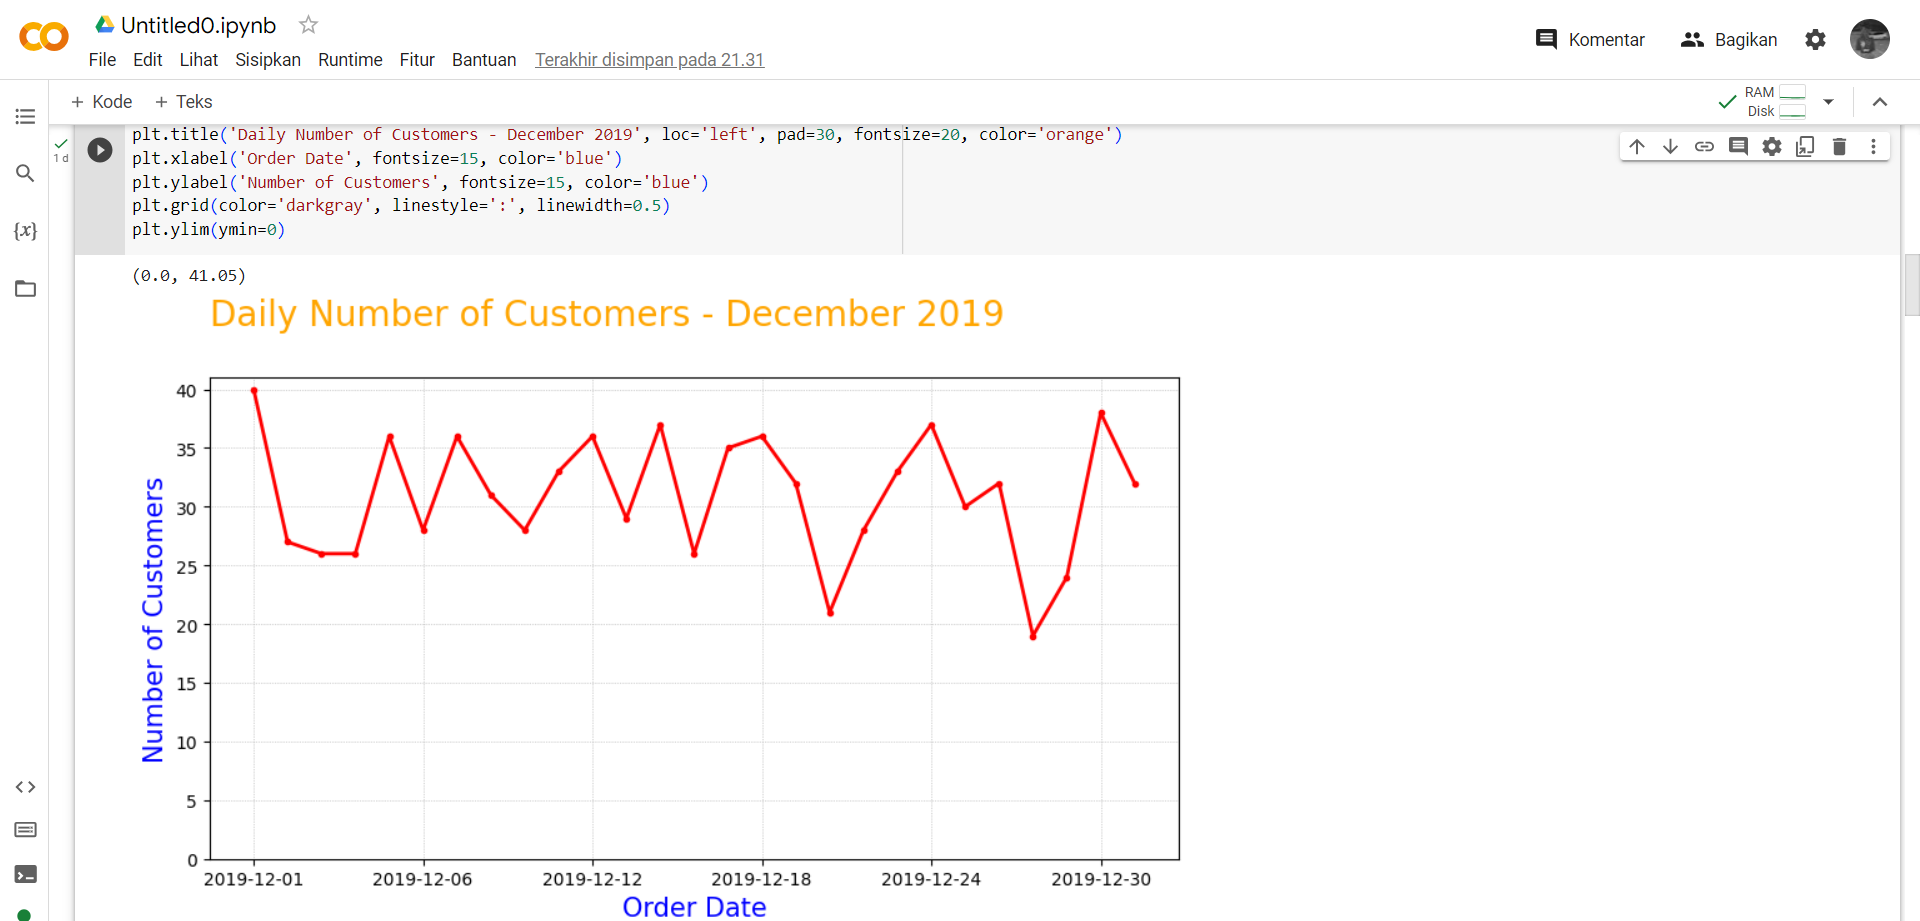 Untitled0.ipynb
File Edit Lihat Sisipkan Runtime Fitur Bantuan Terakhir disimpan pada 21.31
Komentar Bagikan
+ Kode + Teks
RAM
Disk
1 d
{x}
plt.title('Daily Number of Customers - December 2019', loc='left', pad=30, fontsize=20, color='orange')
plt.xlabel('Order Date', fontsize=15, color='blue')
plt.ylabel('Number of Customers', fontsize=15, color='blue')
plt.grid(color='darkgray', linestyle=':', linewidth=0.5)
plt.ylim(ymin=0)
(0.0, 41.05)
Daily Number of Customers - December 2019
Number of Customers
40
35
30
25
20
15
10
5
0
2019-12-01 2019-12-06 2019-12-12 2019-12-18 2019-12-24 2019-12-30
Order Date